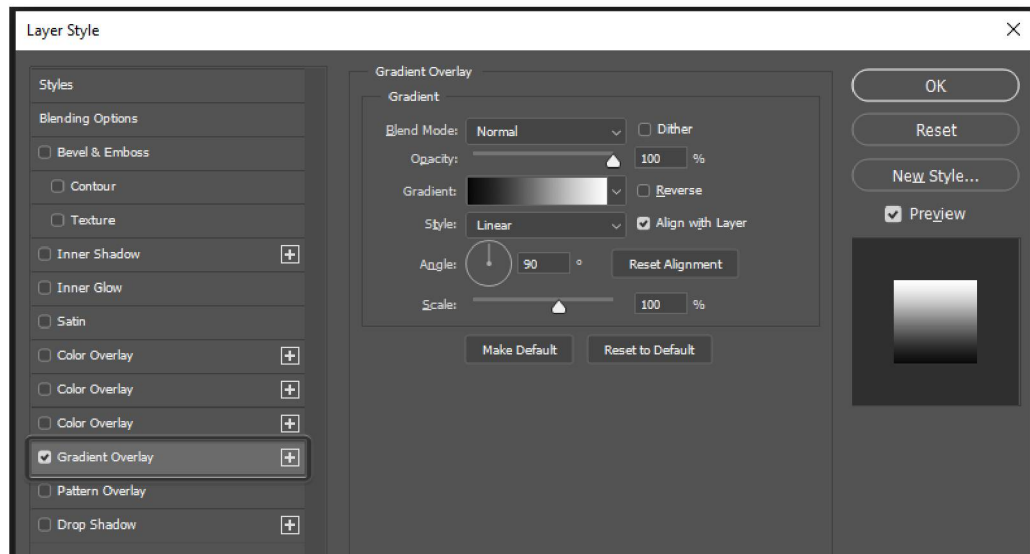 Layer Style
Styles
Blending Options
Bevel & Emboss
Contour
Texture
Inner Shadow
Inner Glow
Satin
Color Overlay
Color Overlay
Color Overlay
Gradient Overlay
Pattern Overlay
Drop Shadow
Gradient Overlay
Gradient
Blend Mode: Normal Dither
Opacity: 100 %
Gradient: Reverse
Style: Linear Align with Layer
Angle: 90 ° Reset Alignment
Scale: 100 %
Make Default Reset to Default
OK
Reset
New Style...
Preview